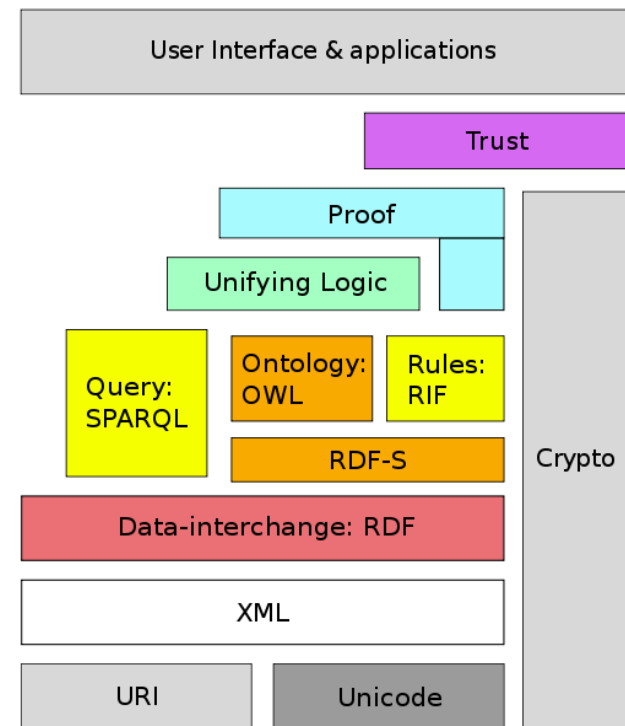 User Interface & applications
Trust
Proof
Unifying Logic
Query:
SPARQL
Ontology:
OWL
Rules:
RIF
RDF-S
Crypto
Data-interchange: RDF
XML
URI
Unicode